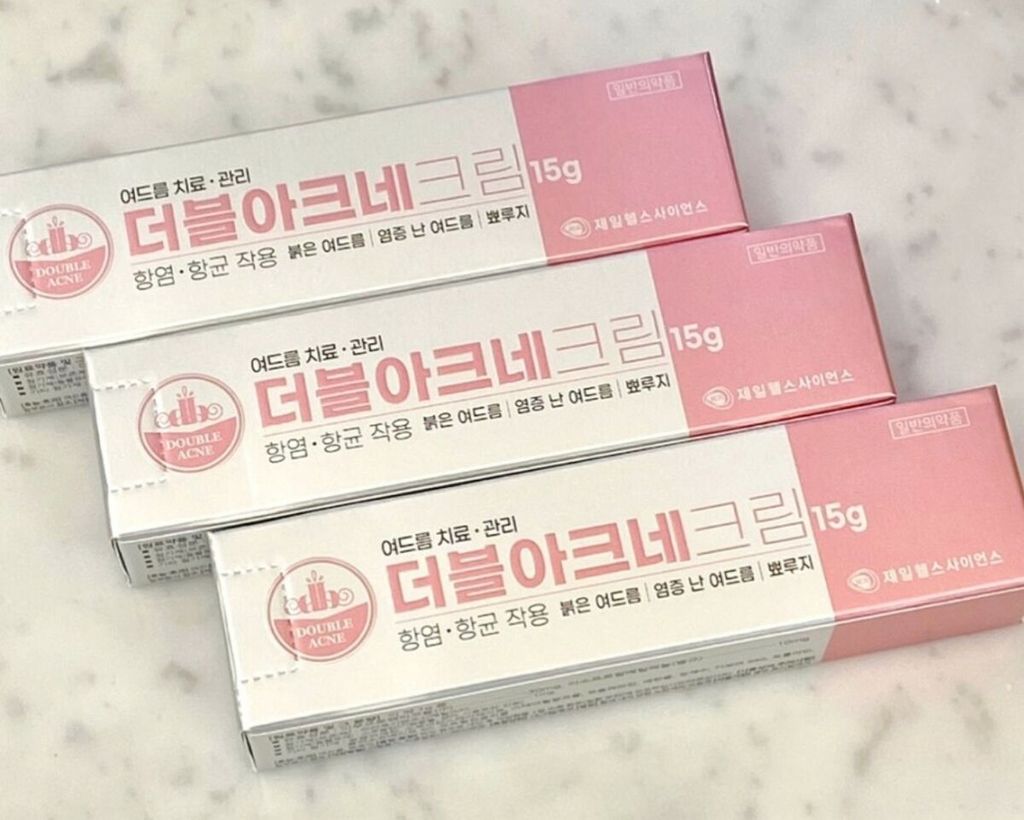 일반의약품
여드름 치료·관리
더블아크네크림 15g
항염·항균 작용 붉은 여드름 | 염증 난 여드름 | 뾰루지
제일헬스사이언스
db
DOUBLE
ACNE
일반의약품
여드름 치료·관리
더블아크네크림 15g
항염·항균 작용 붉은 여드름 | 염증 난 여드름 | 뾰루지
제일헬스사이언스
db
DOUBLE
ACNE
일반의약품
여드름 치료·관리
더블아크네크림 15g
항염·항균 작용 붉은 여드름 | 염증 난 여드름 | 뾰루지
제일헬스사이언스
db
DOUBLE
ACNE